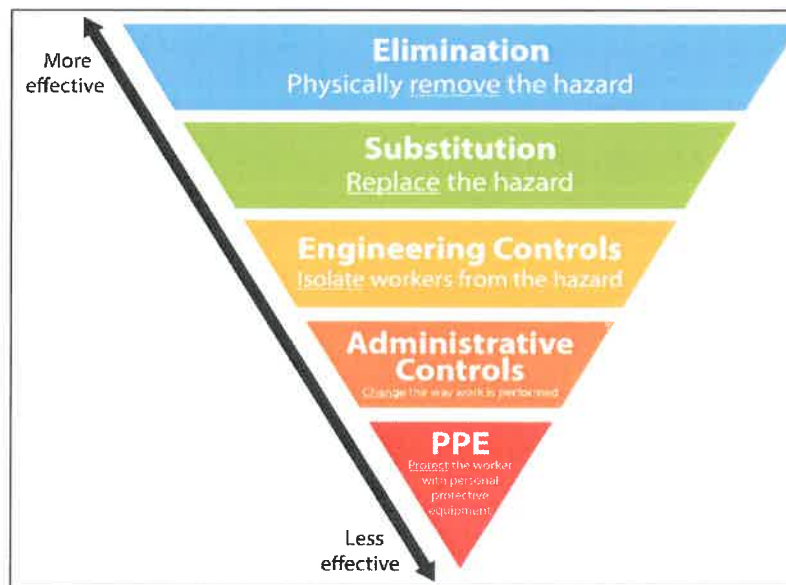 More
effective
Elimination
Physically remove the hazard
Substitution
Replace the hazard
Engineering Controls
Isolate workers from the hazard
Administrative
Controls
Change the way work is performed
PPE
Protect the worker
with personal
protective
equipment
Less
effective